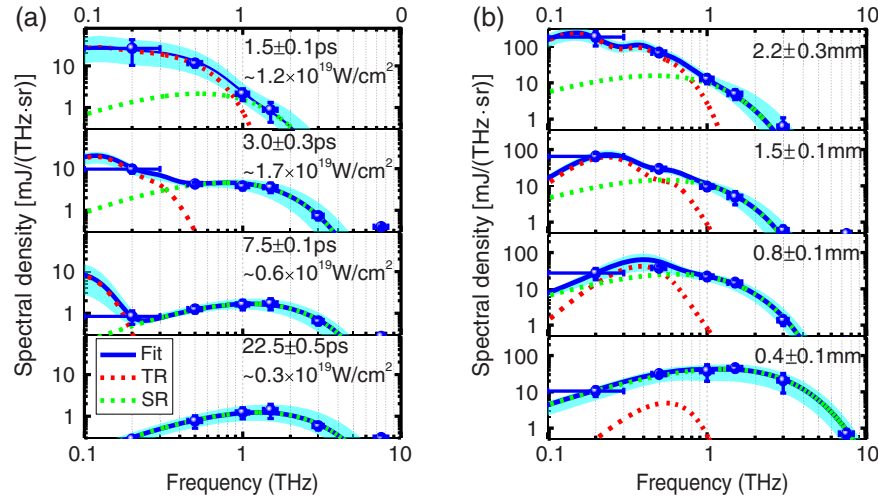 (a)
0.1 1 0
1.5±0.1ps
~1.2×10¹⁹W/cm²
10
1
3.0±0.3ps
~1.7×10¹⁹W/cm²
10
1
7.5±0.1ps
~0.6×10¹⁹W/cm²
10
1
22.5±0.5ps
~0.3×10¹⁹W/cm²
10
1
Fit
TR
SR
0.1 1 10
Frequency (THz)
Spectral density [mJ/(THz·sr)]
(b)
0.1 1 10
2.2±0.3mm
100
10
1
1.5±0.1mm
100
10
1
0.8±0.1mm
100
10
1
0.4±0.1mm
100
10
1
0.1 1 10
Frequency (THz)
Spectral density [mJ/(THz·sr)]